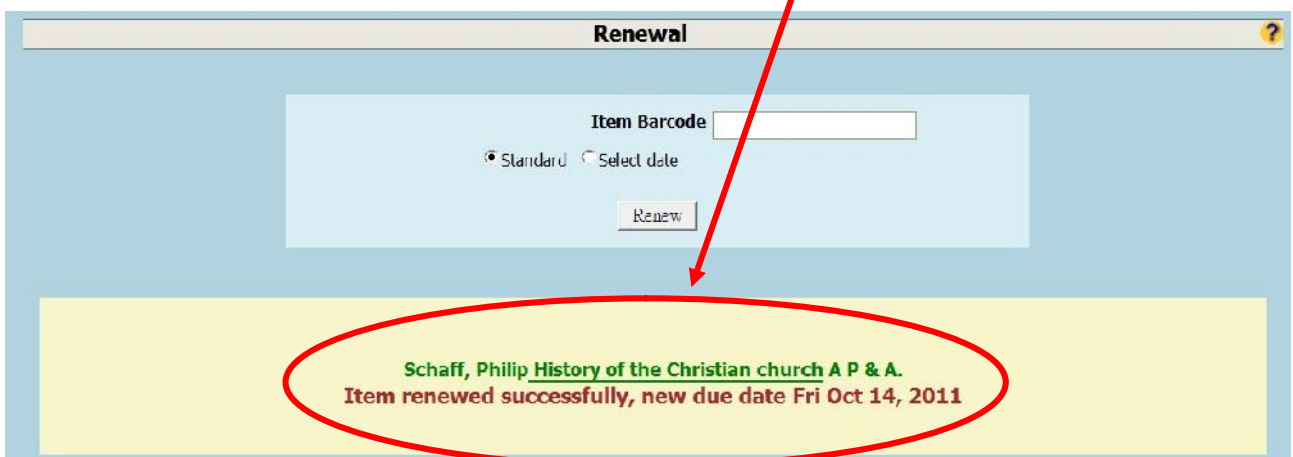 Renewal ?
Item Barcode
Standard Select date
Renew
Schaff, Philip History of the Christian church A P & A.
Item renewed successfully, new due date Fri Oct 14, 2011